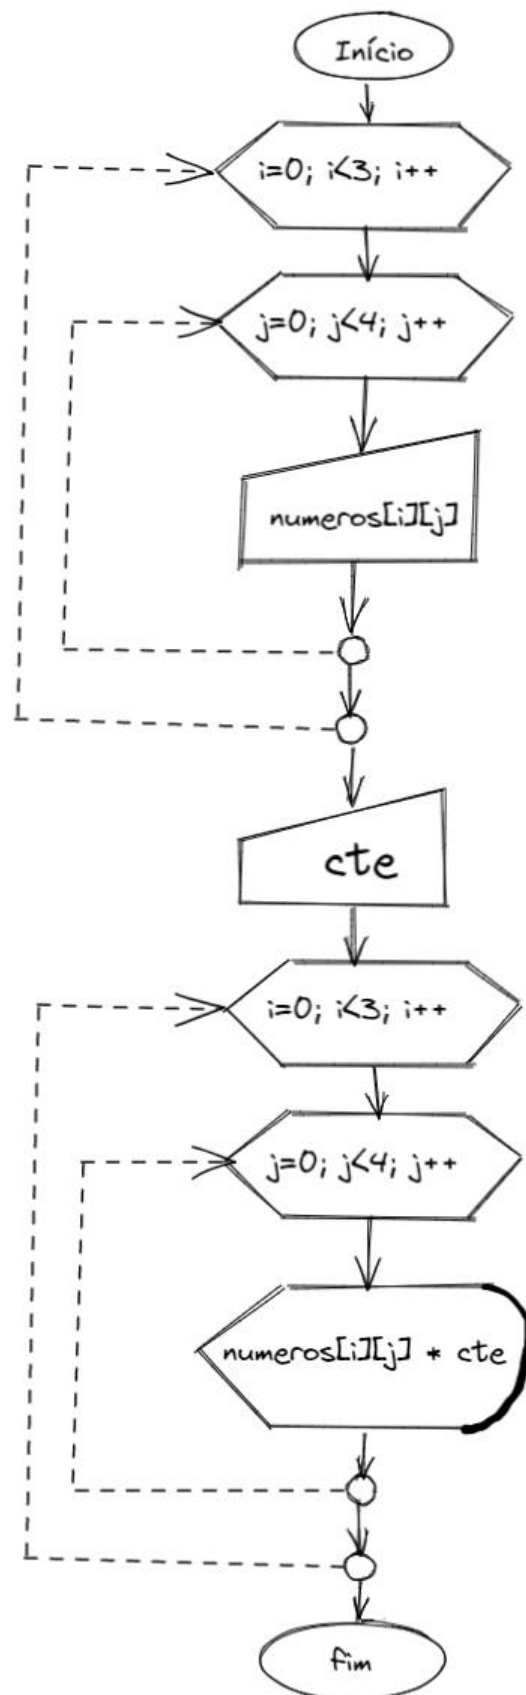 Início
i=0; i<3; i++
j=0; j<4; j++
numeros[i][j]
cte
i=0; i<3; i++
j=0; j<4; j++
numeros[i][j] * cte
fim